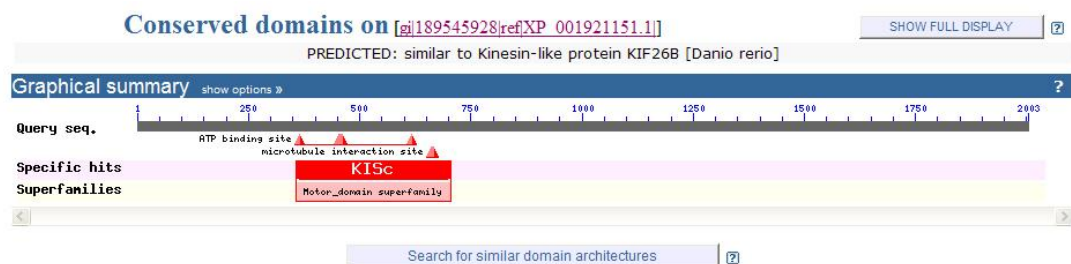 Conserved domains on [gi|189545928|ref|XP_001921151.1|]
SHOW FULL DISPLAY ?
PREDICTED: similar to Kinesin-like protein KIF26B [Danio rerio]
Graphical summary show options » ?
1 250 500 750 1000 1250 1500 1750 2003
Query seq.
ATP binding site
microtubule interaction site
Specific hits KISc
Superfamilies Motor_domain superfamily
Search for similar domain architectures ?